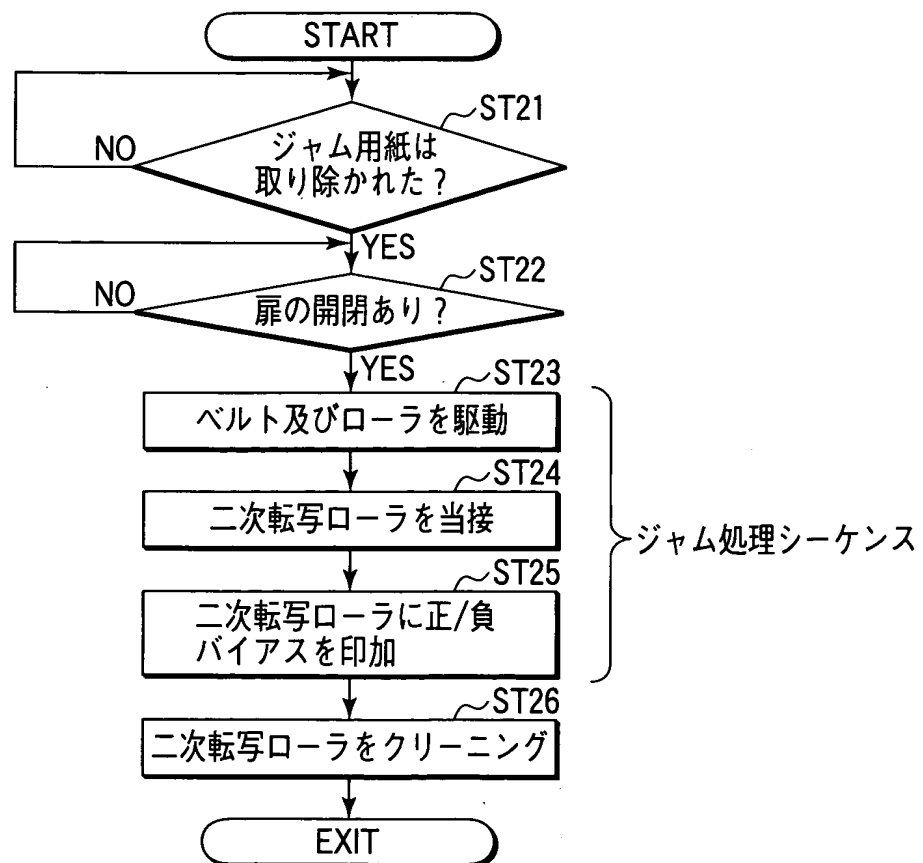 START
ST21
ジャム用紙は
取り除かれた?
NO
YES
ST22
扉の開閉あり?
NO
YES
ST23
ベルト及びローラを駆動
ST24
二次転写ローラを当接
ST25
二次転写ローラに正/負
バイアスを印加
ジャム処理シーケンス
ST26
二次転写ローラをクリーニング
EXIT